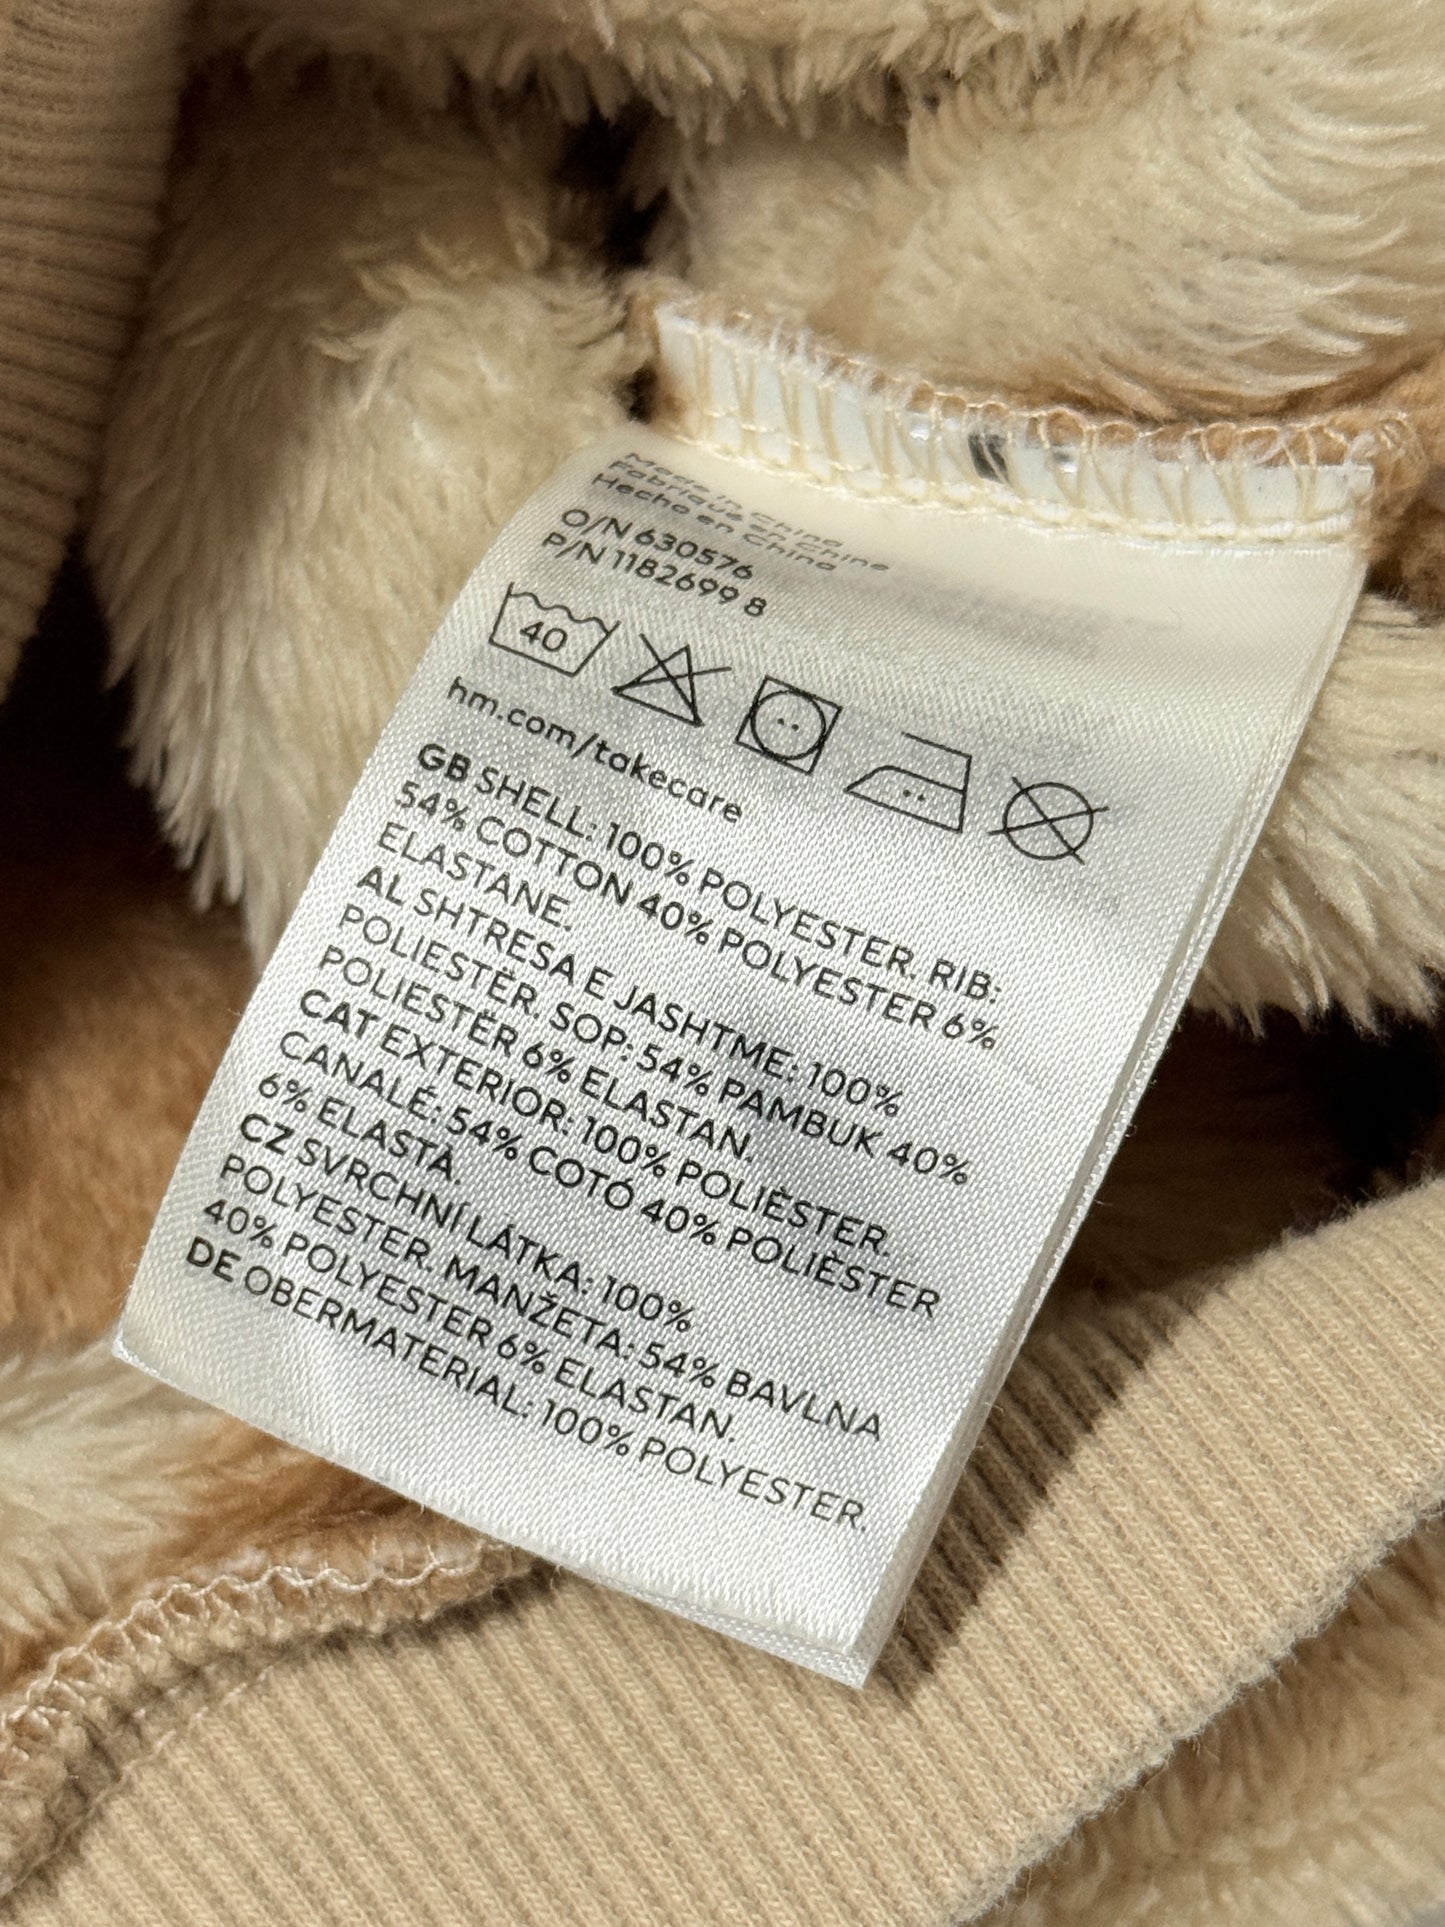 Made in China
Fabriqué en Chine
Hecho en China
O/N 630576
P/N 1182699 8
40
hm.com/takecare
GB SHELL: 100% POLYESTER. RIB:
54% COTTON 40% POLYESTER 6%
ELASTANE.
AL SHTRESA E JASHTME: 100%
POLIESTËR. SOP: 54% PAMBUK 40%
POLIESTËR 6% ELASTAN.
CAT EXTERIOR: 100% POLIÈSTER.
CANALÉ: 54% COTÓ 40% POLIÈSTER
6% ELASTÀ.
CZ SVRCHNÍ LÁTKA: 100%
POLYESTER. MANŽETA: 54% BAVLNA
40% POLYESTER 6% ELASTAN.
DE OBERMATERIAL: 100% POLYESTER.